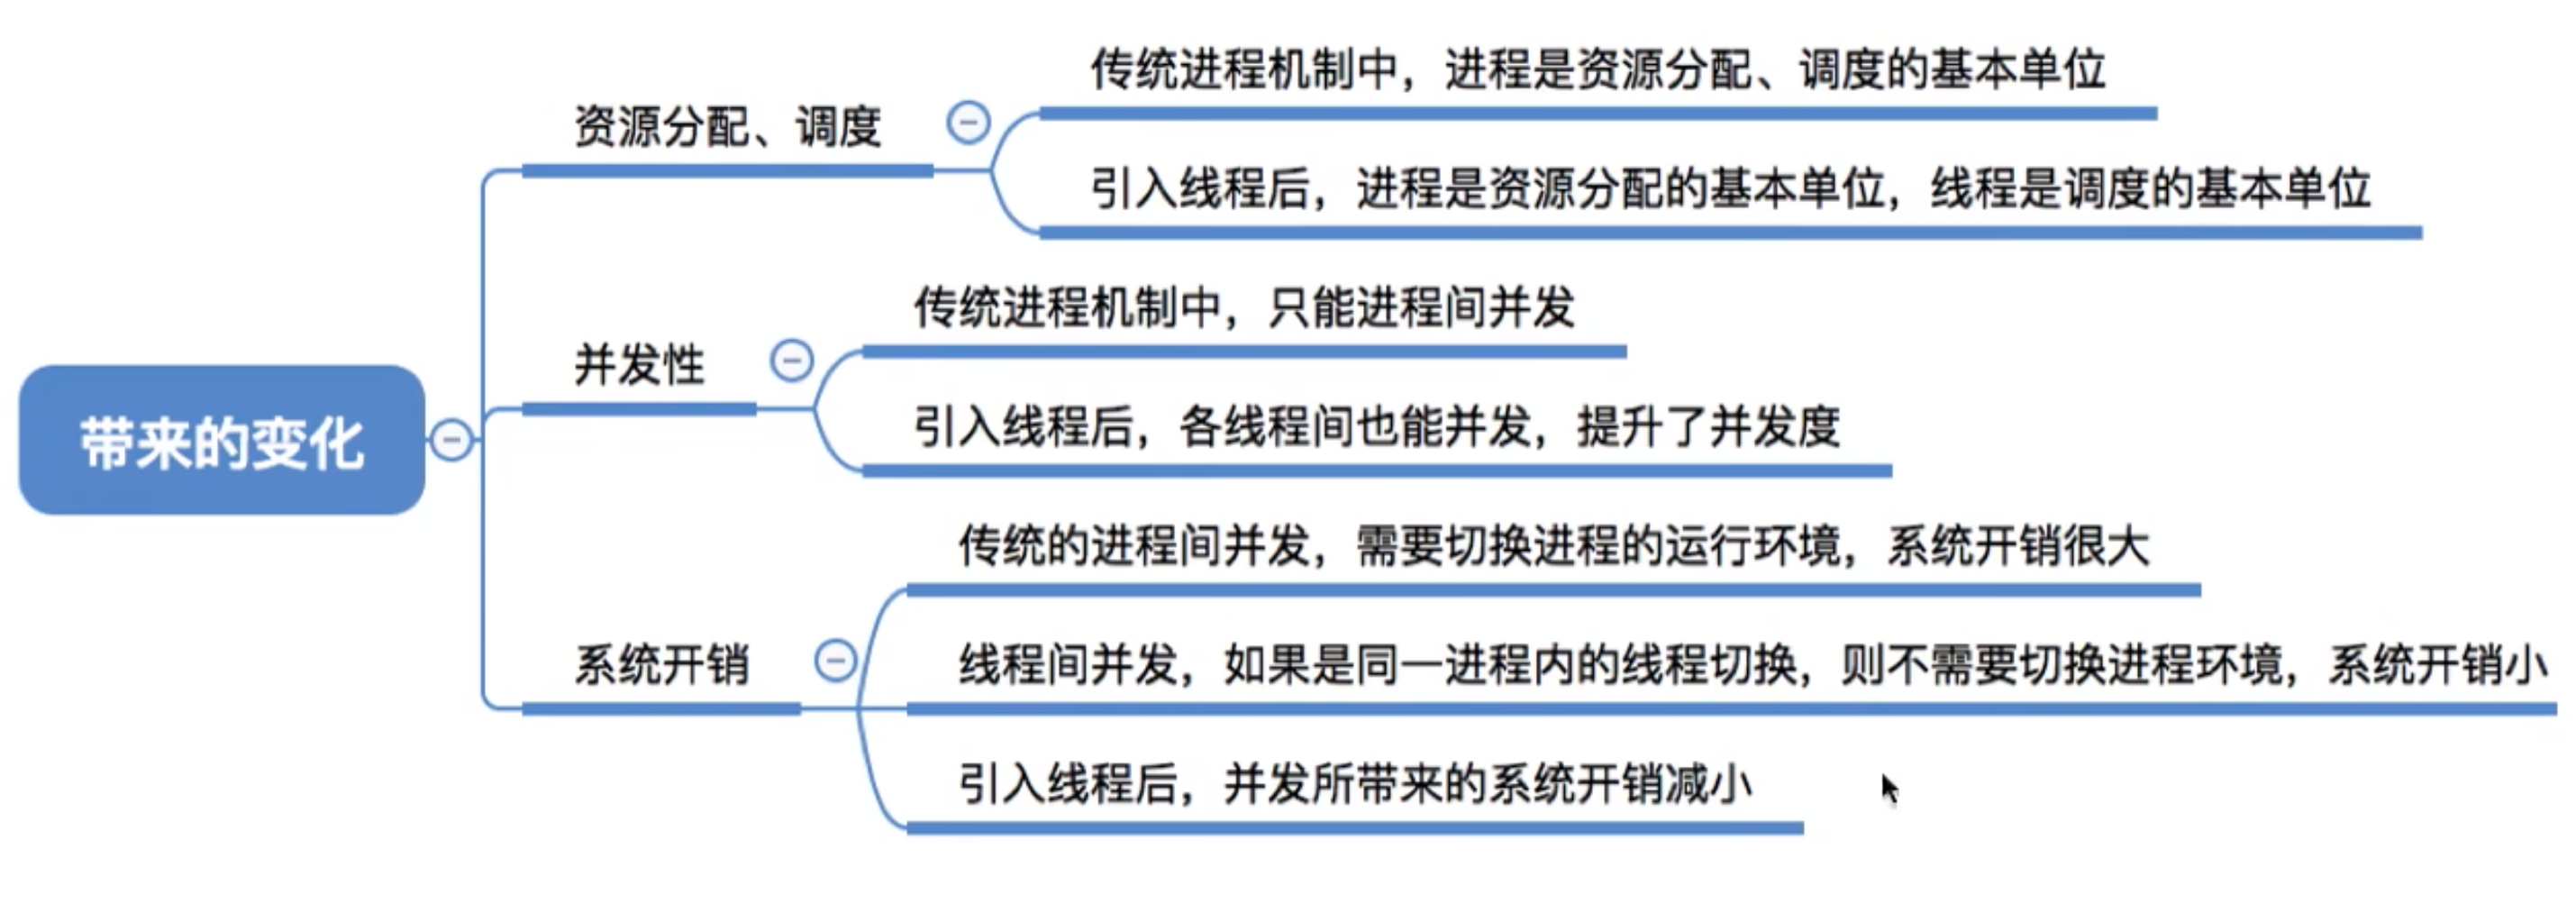 带来的变化
资源分配、调度
传统进程机制中，进程是资源分配、调度的基本单位
引入线程后，进程是资源分配的基本单位，线程是调度的基本单位
并发性
传统进程机制中，只能进程间并发
引入线程后，各线程间也能并发，提升了并发度
系统开销
传统的进程间并发，需要切换进程的运行环境，系统开销很大
线程间并发，如果是同一进程内的线程切换，则不需要切换进程环境，系统开销小
引入线程后，并发所带来的系统开销减小